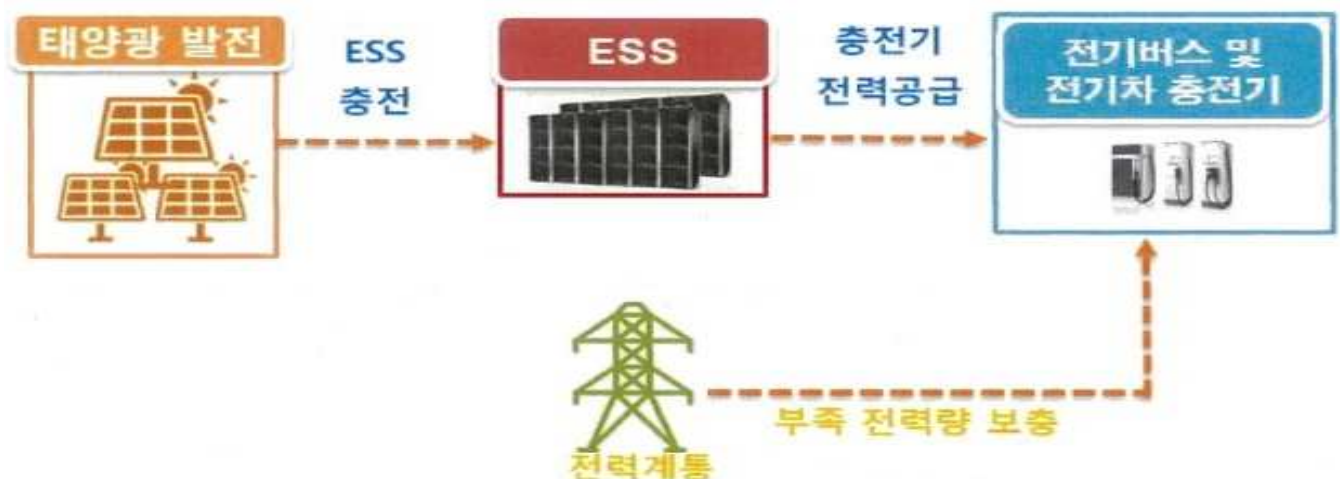 태양광 발전
ESS
충전
ESS
충전기
전력공급
전기버스 및
전기차 충전기
부족 전력량 보충
전력계통